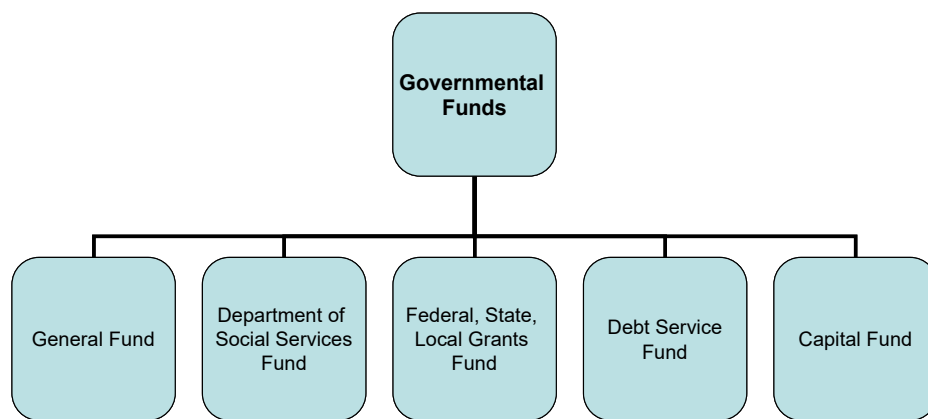 Governmental
Funds
General Fund
Department of
Social Services
Fund
Federal, State,
Local Grants
Fund
Debt Service
Fund
Capital Fund